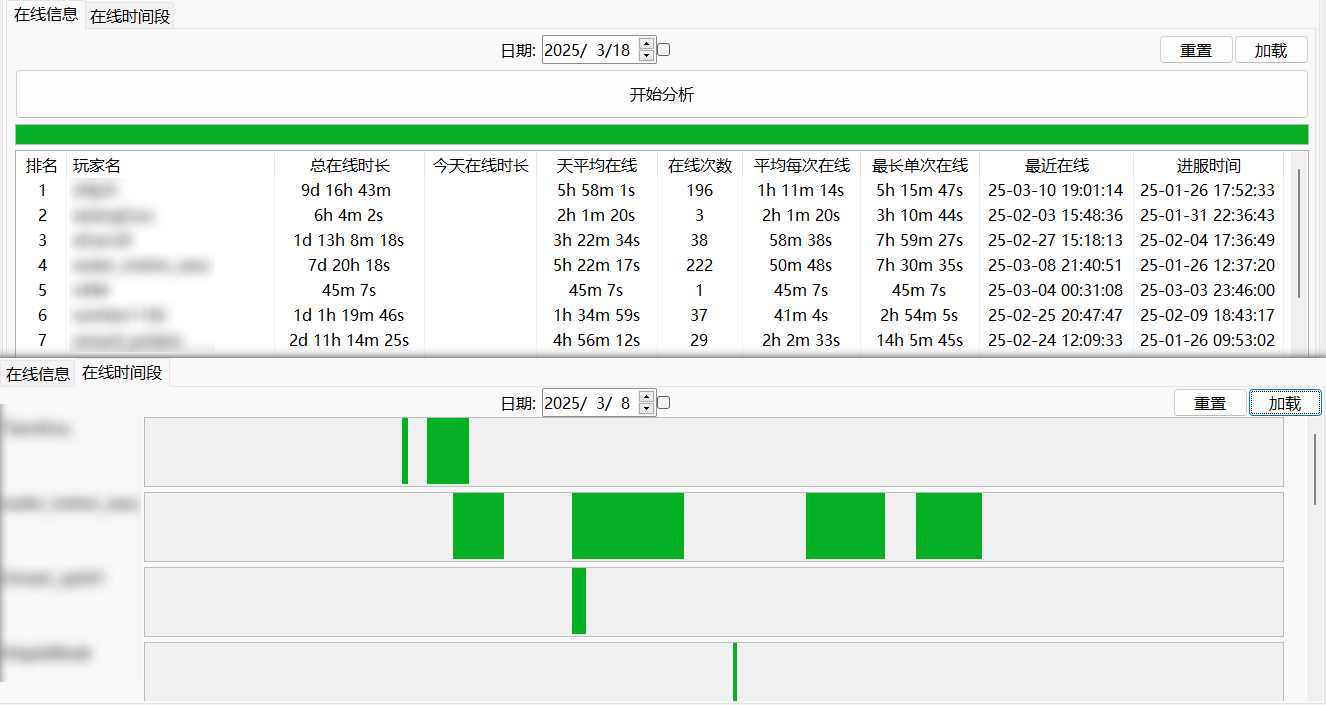 在线信息 在线时间段
日期: 2025/ 3/18 重置 加载
开始分析
排名 玩家名 总在线时长 今天在线时长 天平均在线 在线次数 平均每次在线 最长单次在线 最近在线 进服时间
1 9d 16h 43m 5h 58m 1s 196 1h 11m 14s 5h 15m 47s 25-03-10 19:01:14 25-01-26 17:52:33
2 6h 4m 2s 2h 1m 20s 3 2h 1m 20s 3h 10m 44s 25-02-03 15:48:36 25-01-31 22:36:43
3 1d 13h 8m 18s 3h 22m 34s 38 58m 38s 7h 59m 27s 25-02-27 15:18:13 25-02-04 17:36:49
4 7d 20h 18s 5h 22m 17s 222 50m 48s 7h 30m 35s 25-03-08 21:40:51 25-01-26 12:37:20
5 45m 7s 45m 7s 1 45m 7s 45m 7s 25-03-04 00:31:08 25-03-03 23:46:00
6 1d 1h 19m 46s 1h 34m 59s 37 41m 4s 2h 54m 5s 25-02-25 20:47:47 25-02-09 18:43:17
7 2d 11h 14m 25s 4h 56m 12s 29 2h 2m 33s 14h 5m 45s 25-02-24 12:09:33 25-01-26 09:53:02
在线信息 在线时间段
日期: 2025/ 3/ 8 重置 加载